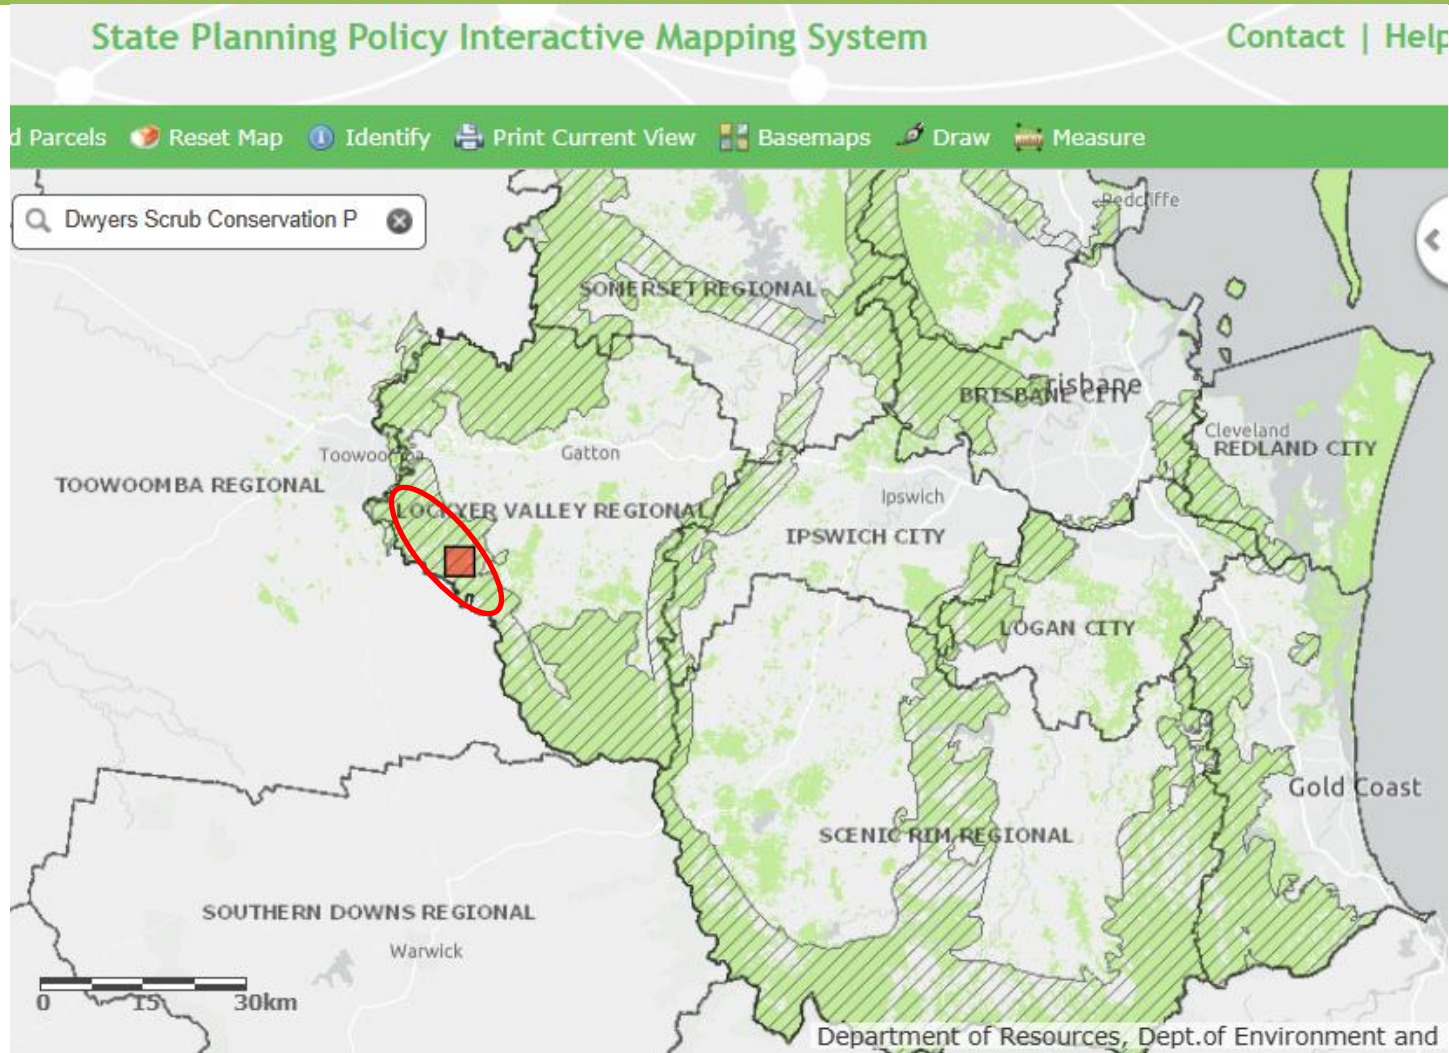 State Planning Policy Interactive Mapping System
Contact | Help
d Parcels Reset Map Identify Print Current View Basemaps Draw Measure
Dwyers Scrub Conservation P
Redcliffe
SOMERSET REGIONAL
Brisbane
BRISBANE CITY
Cleveland
REDLAND CITY
Toowoomba
Gatton
TOOWOOMBA REGIONAL
LOCKYER VALLEY REGIONAL
Ipswich
IPSWICH CITY
LOGAN CITY
Gold Coast
SCENIC RIM REGIONAL
SOUTHERN DOWNS REGIONAL
Warwick
0 15 30km
Department of Resources, Dept.of Environment and